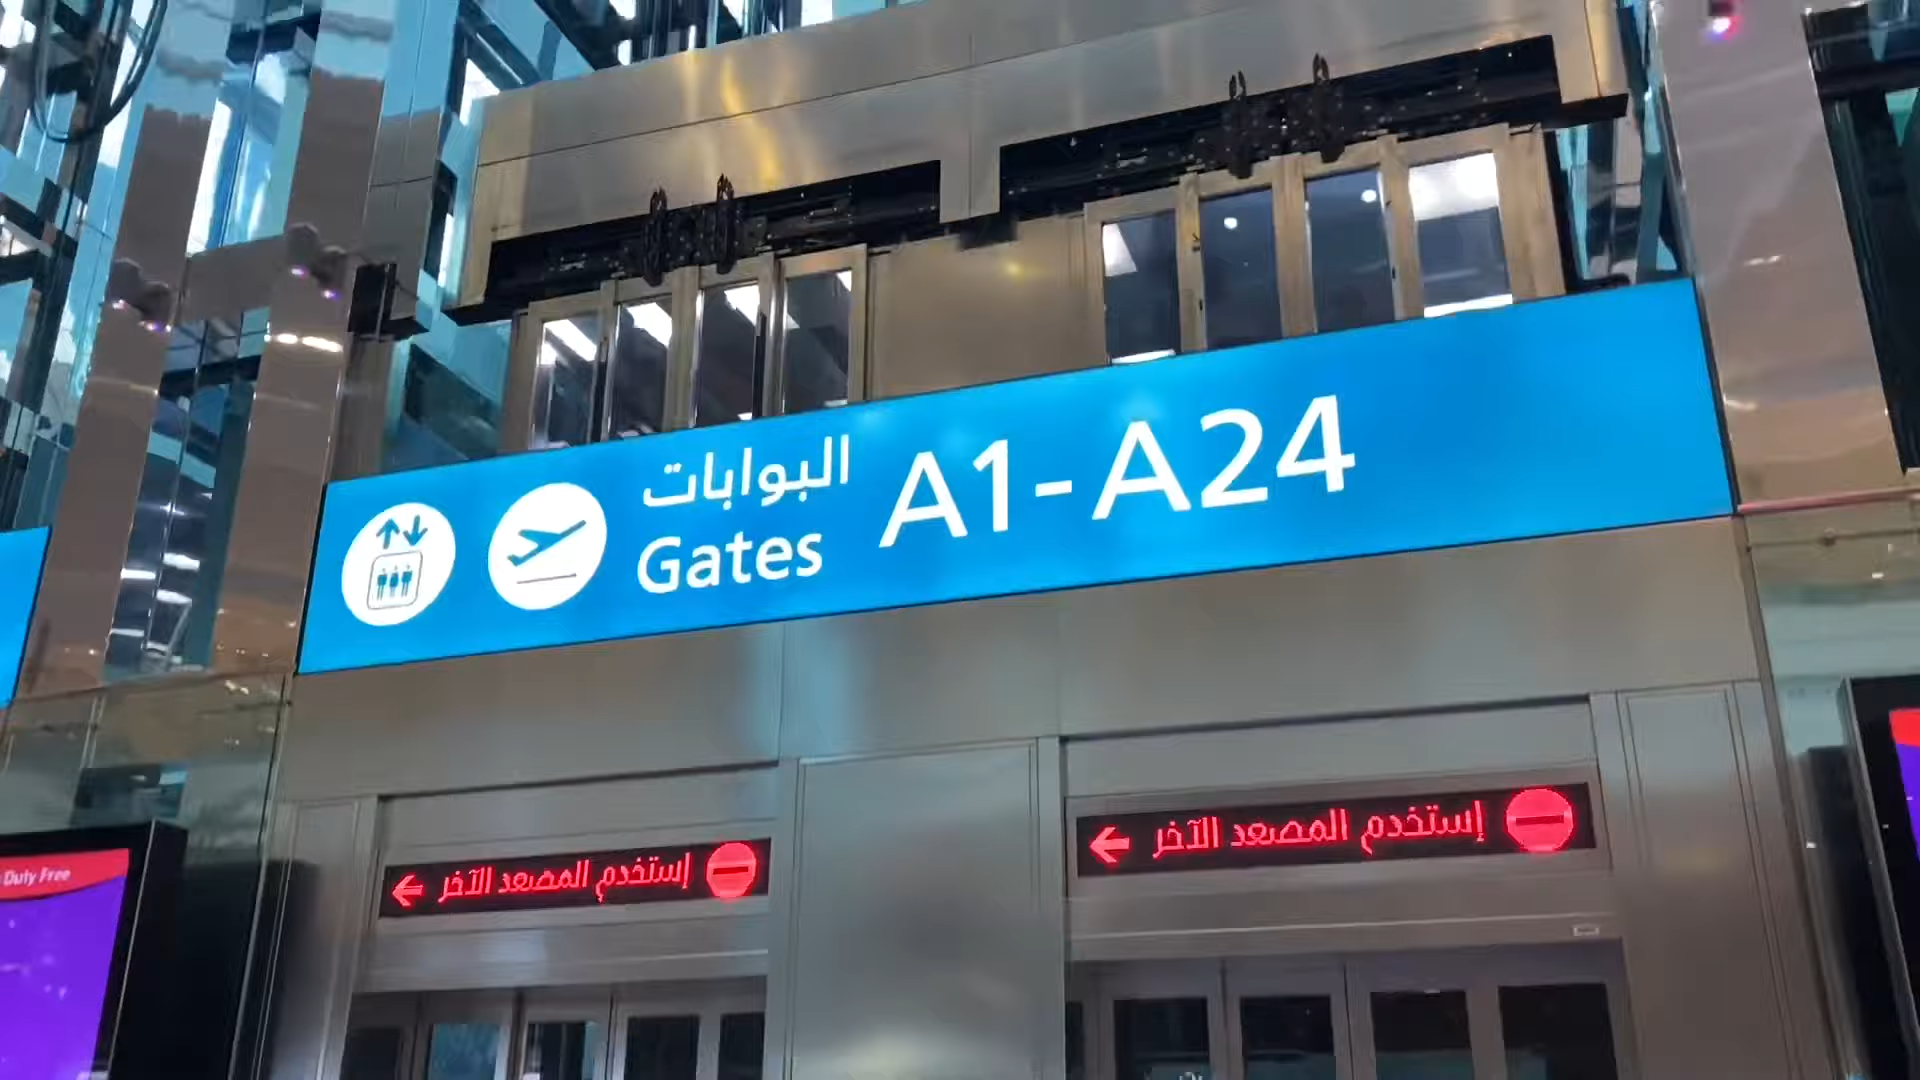 البوابات
Gates
A1-A24
إستخدم المصعد الآخر
إستخدم المصعد الآخر
Duty Free